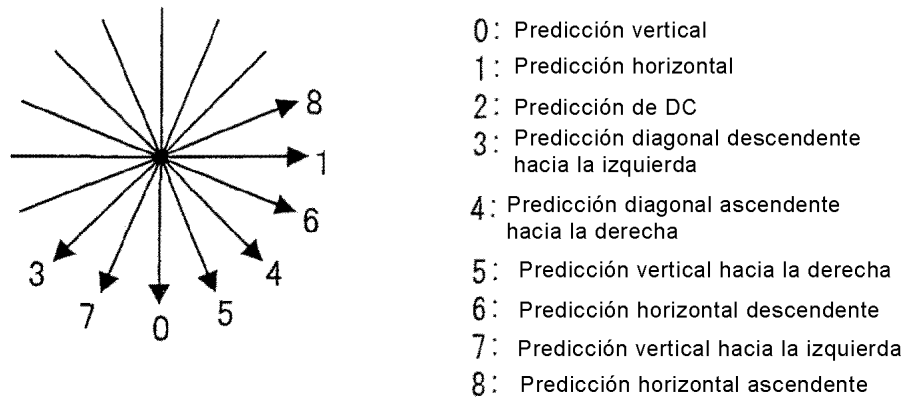 8
1
6
3
4
7
5
0
0: Predicción vertical
1: Predicción horizontal
2: Predicción de DC
3: Predicción diagonal descendente
hacia la izquierda
4: Predicción diagonal ascendente
hacia la derecha
5: Predicción vertical hacia la derecha
6: Predicción horizontal descendente
7: Predicción vertical hacia la izquierda
8: Predicción horizontal ascendente